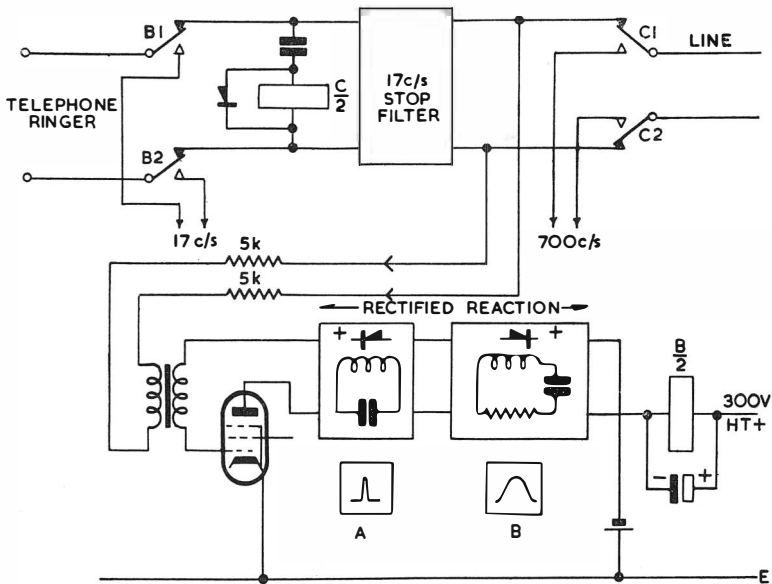 B1
C1
LINE
TELEPHONE
RINGER
C
2
17c/s
STOP
FILTER
B2
C2
17 c/s
700c/s
5k
5k
RECTIFIED REACTION
+
+
B
2
300V
HT+
- +
A
B
E